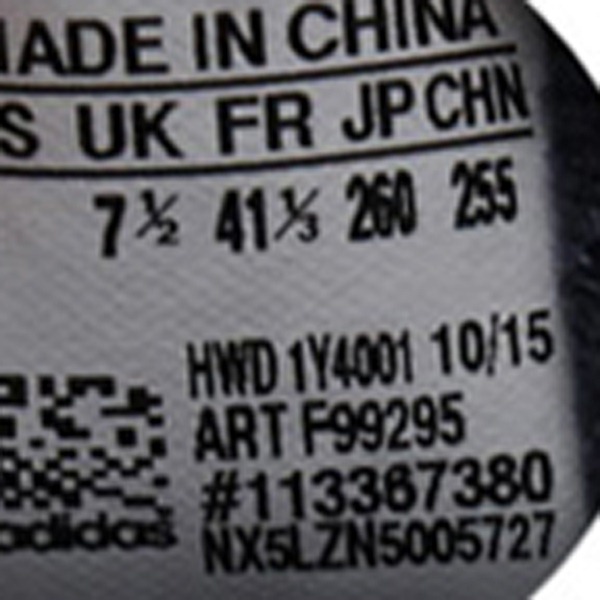 MADE IN CHINA
S UK FR JP CHN
7½ 41⅓ 260 255
HWD 1Y4001 10/15
ART F99295
#113367380
NX5LZN5005727
adidas